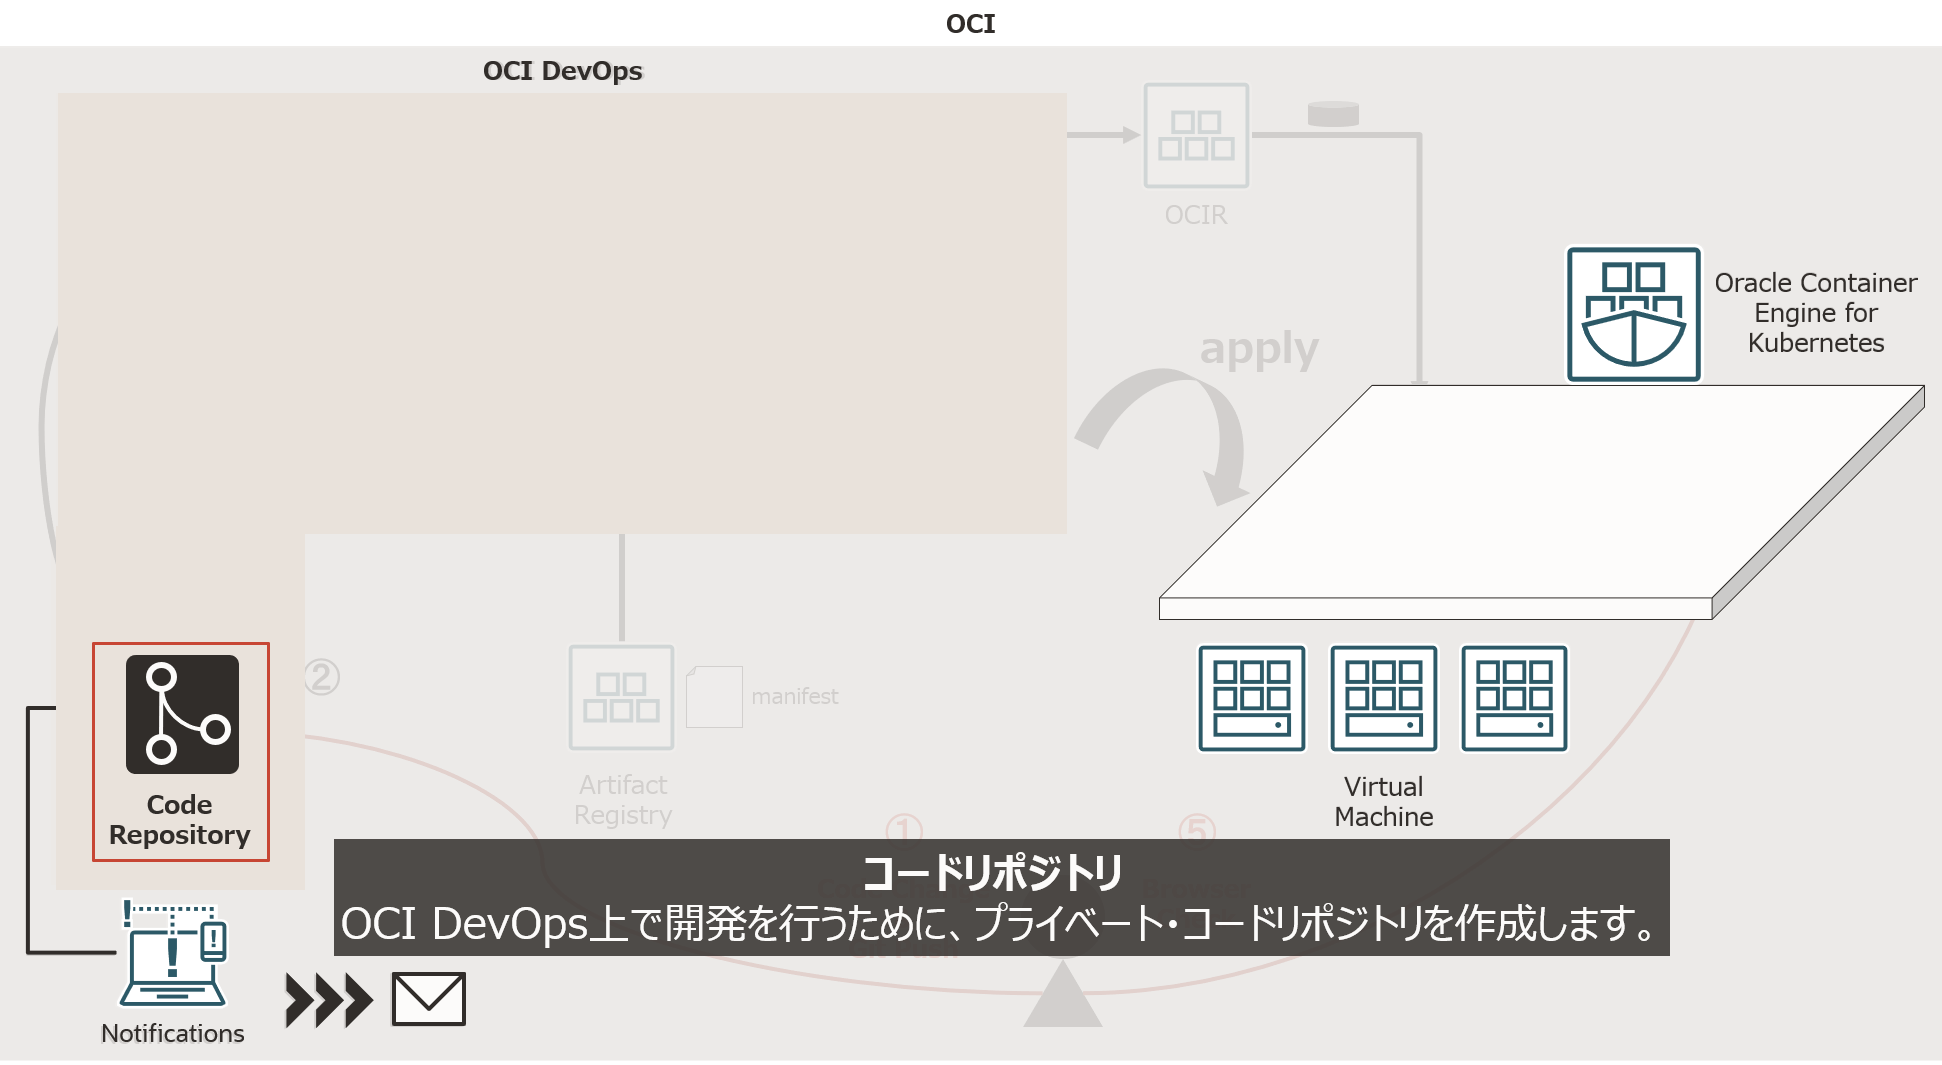 OCI
OCI DevOps
OCIR
Oracle Container
Engine for
Kubernetes
apply
②
manifest
Artifact
Registry
Code
Repository
Virtual
Machine
①
⑤
コードリポジトリ
OCI DevOps上で開発を行うために、プライベート・コードリポジトリを作成します。
Notifications